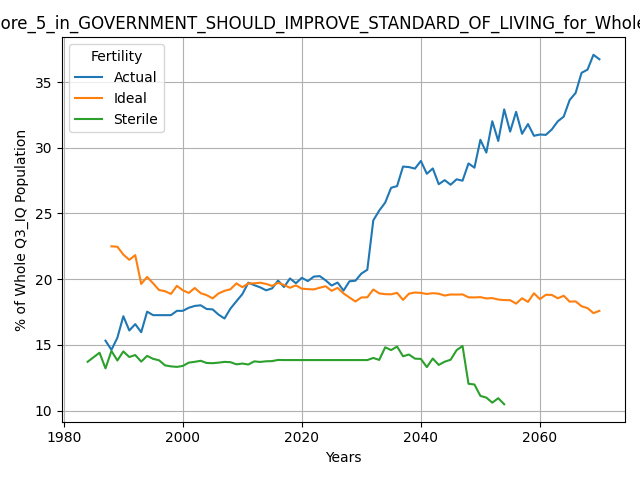 ore_5_in_GOVERNMENT_SHOULD_IMPROVE_STANDARD_OF_LIVING_for_Whole
Fertility
Actual
Ideal
Sterile
35
30
25
20
15
10
% of Whole Q3_IQ Population
1980
2000
2020
2040
2060
Years